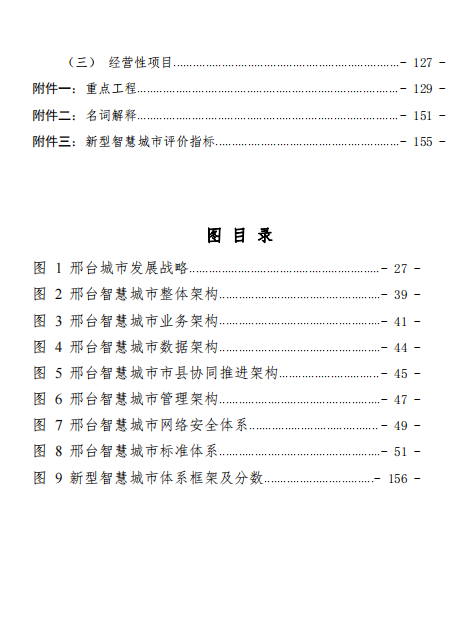 （三） 经营性项目........................................- 127 -
附件一：重点工程........................................- 129 -
附件二：名词解释........................................- 151 -
附件三：新型智慧城市评价指标........................................- 155 -
图 目 录
图 1 邢台城市发展战略........................................- 27 -
图 2 邢台智慧城市整体架构........................................- 39 -
图 3 邢台智慧城市业务架构........................................- 41 -
图 4 邢台智慧城市数据架构........................................- 44 -
图 5 邢台智慧城市市县协同推进架构........................................- 45 -
图 6 邢台智慧城市管理架构........................................- 47 -
图 7 邢台智慧城市网络安全体系........................................- 49 -
图 8 邢台智慧城市标准体系........................................- 51 -
图 9 新型智慧城市体系框架及分数........................................- 156 -